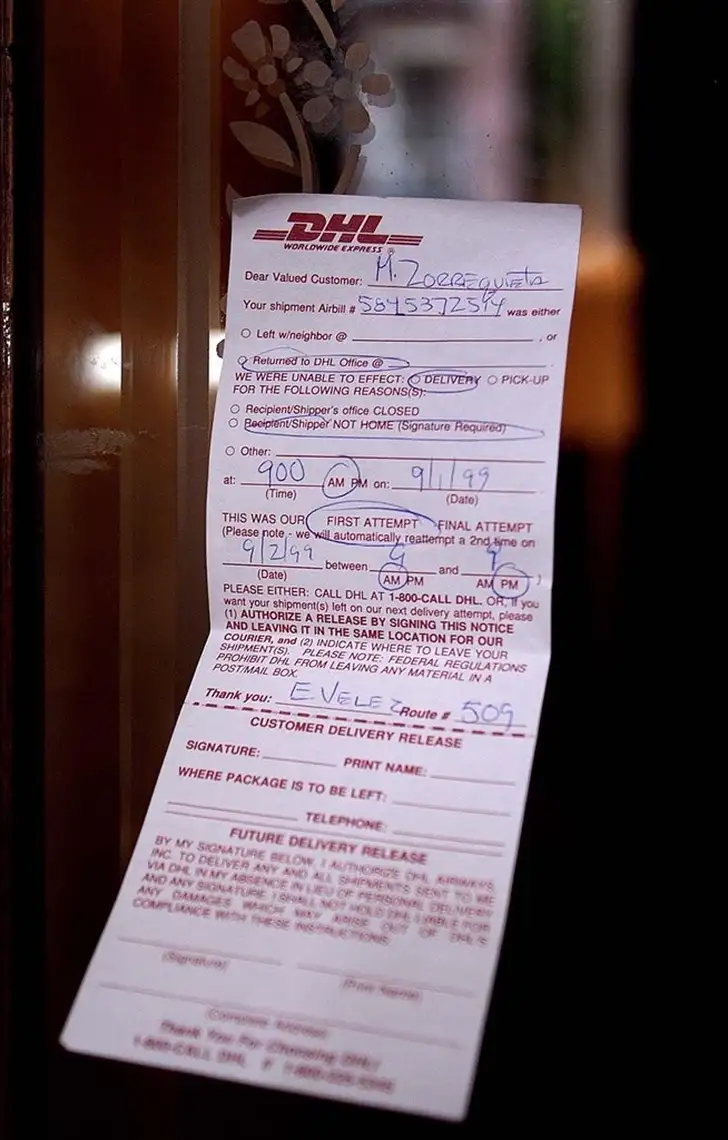 DHL
WORLDWIDE EXPRESS ®
Dear Valued Customer: M. ZORREQUIETA
Your shipment Airbill # 5845372514 was either
Left w/neighbor @ , or
Returned to DHL Office @
WE WERE UNABLE TO EFFECT: DELIVERY PICK-UP
FOR THE FOLLOWING REASONS(S):
Recipient/Shipper's office CLOSED
Recipient/Shipper NOT HOME (Signature Required)
Other:
at: 900 AM PM on: 9/1/99
(Time) (Date)
THIS WAS OUR FIRST ATTEMPT FINAL ATTEMPT
(Please note - we will automatically reattempt a 2nd time on
9/2/99 between 9 and 9
(Date) AM PM AM PM )
PLEASE EITHER: CALL DHL AT 1-800-CALL DHL. OR, if you
want your shipment(s) left on our next delivery attempt, please
(1) AUTHORIZE A RELEASE BY SIGNING THIS NOTICE
AND LEAVING IT IN THE SAME LOCATION FOR OUR
COURIER, and (2) INDICATE WHERE TO LEAVE YOUR
SHIPMENT(S). PLEASE NOTE: FEDERAL REGULATIONS
PROHIBIT DHL FROM LEAVING ANY MATERIAL IN A
POST/MAIL BOX.
Thank you: E. VELEZ Route # 509
CUSTOMER DELIVERY RELEASE
SIGNATURE: PRINT NAME:
WHERE PACKAGE IS TO BE LEFT:
TELEPHONE:
FUTURE DELIVERY RELEASE
BY MY SIGNATURE BELOW, I AUTHORIZE DHL AIRWAYS,
INC. TO DELIVER ANY AND ALL SHIPMENTS SENT TO ME
VIA DHL IN MY ABSENCE IN LIEU OF PERSONAL DELIVERY
AND ANY SIGNATURE. I SHALL NOT HOLD DHL LIABLE FOR
ANY DAMAGES WHICH MAY ARISE OUT OF DHL'S
COMPLIANCE WITH THESE INSTRUCTIONS.
(Signature) (Print Name)
Complete Address
Thank You For Choosing DHL!
1-800-CALL DHL